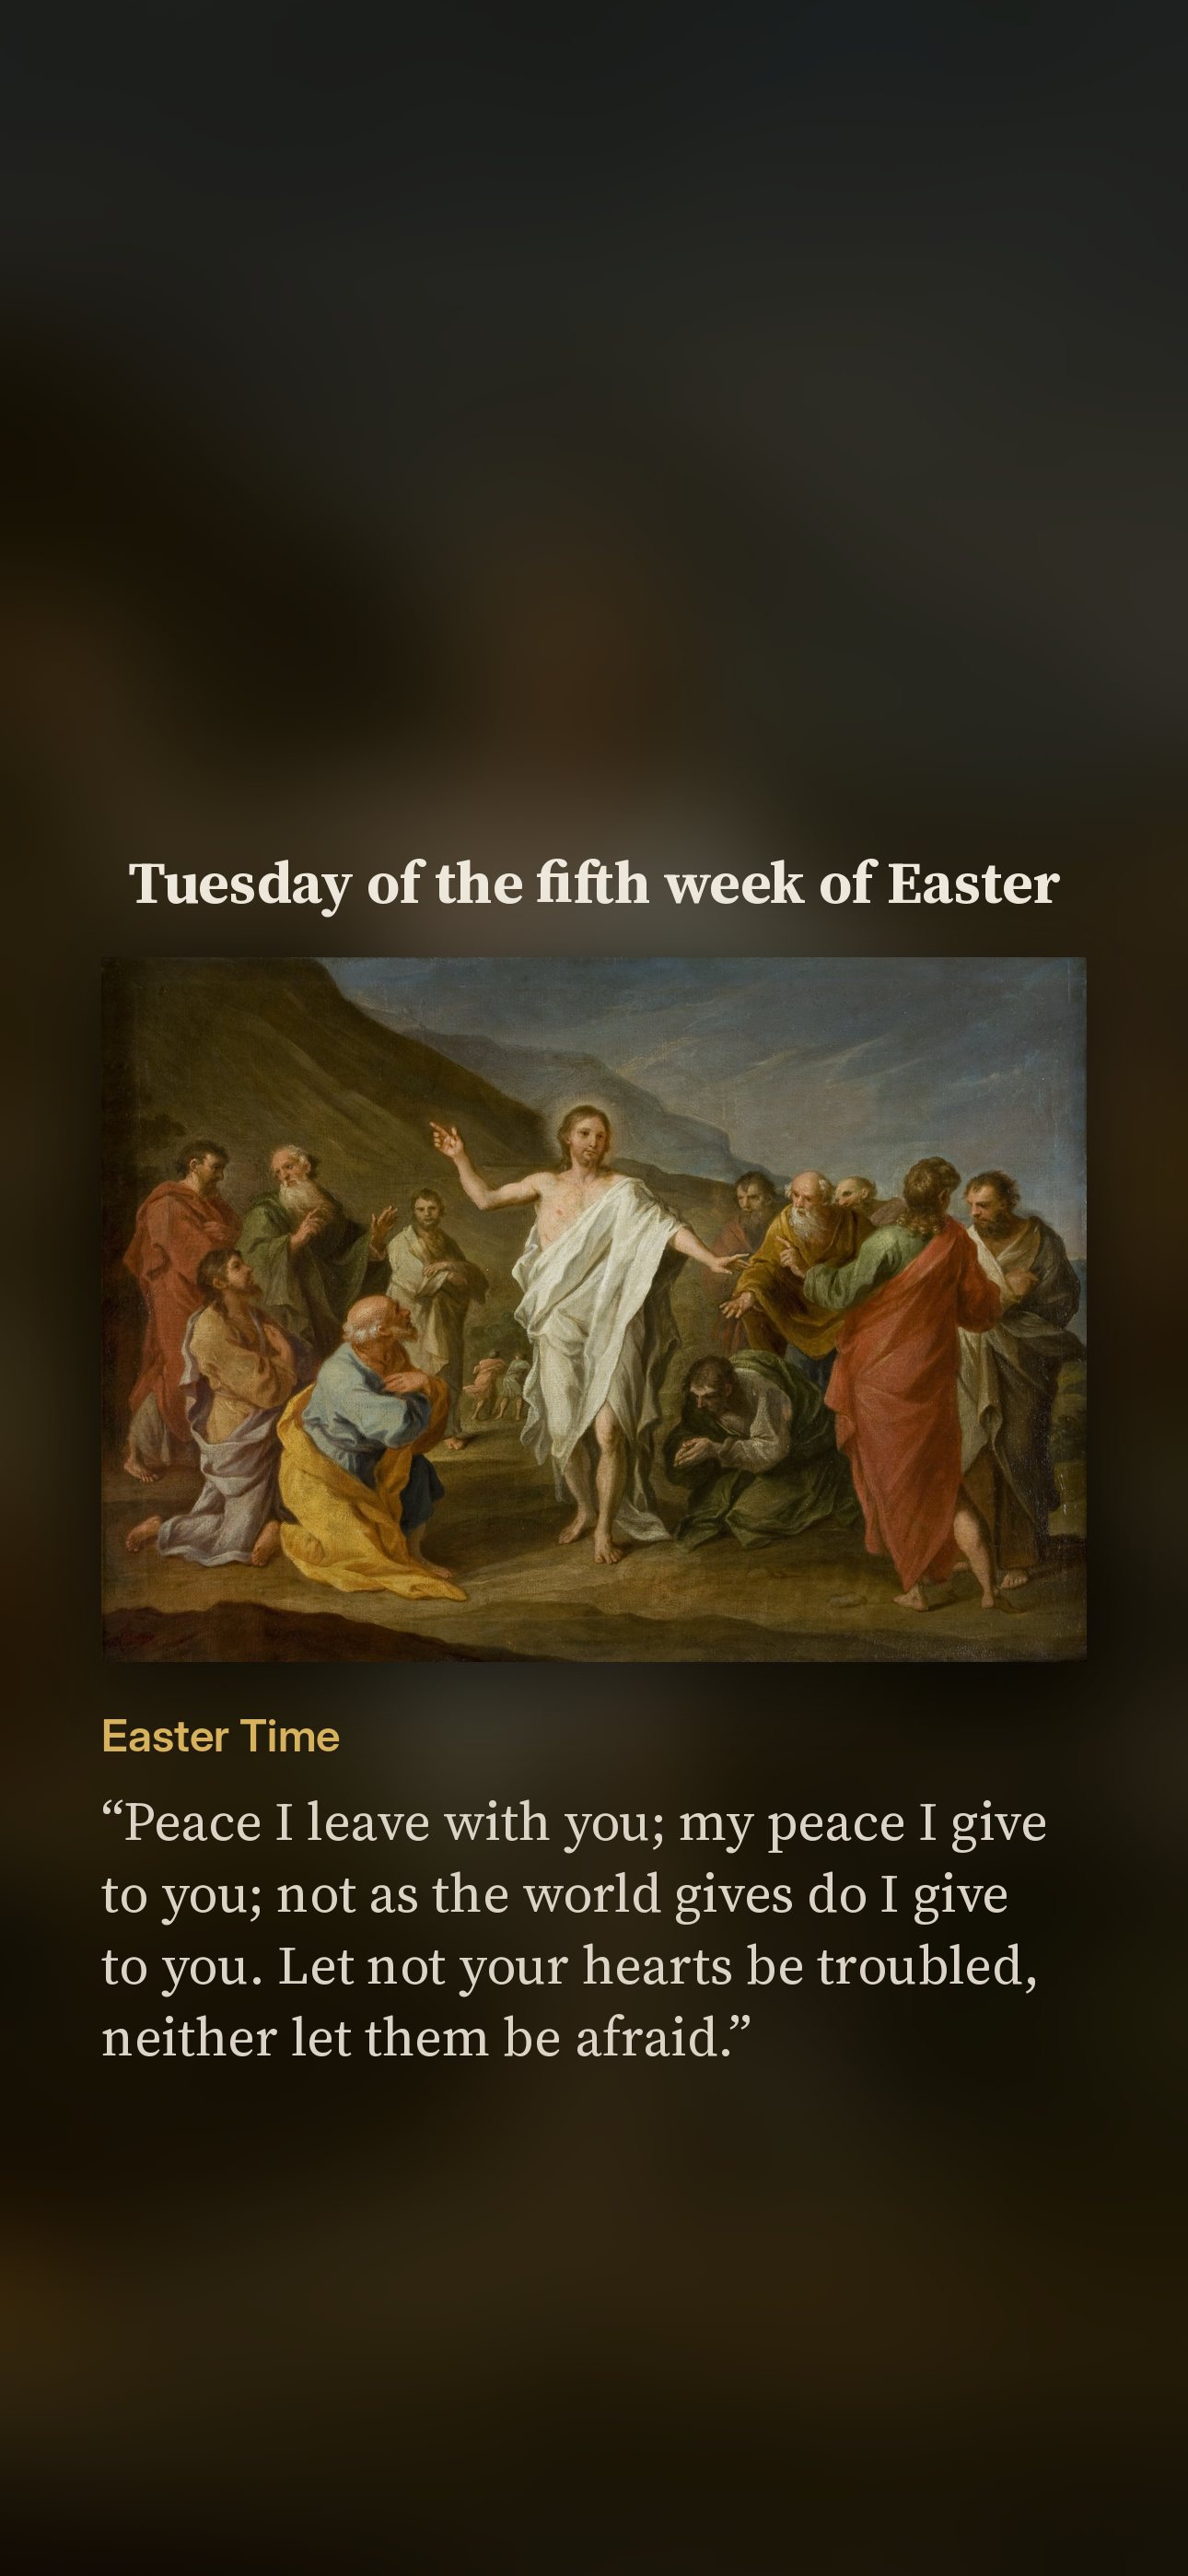 Tuesday of the fifth week of Easter
Easter Time
“Peace I leave with you; my peace I give
to you; not as the world gives do I give
to you. Let not your hearts be troubled,
neither let them be afraid.”